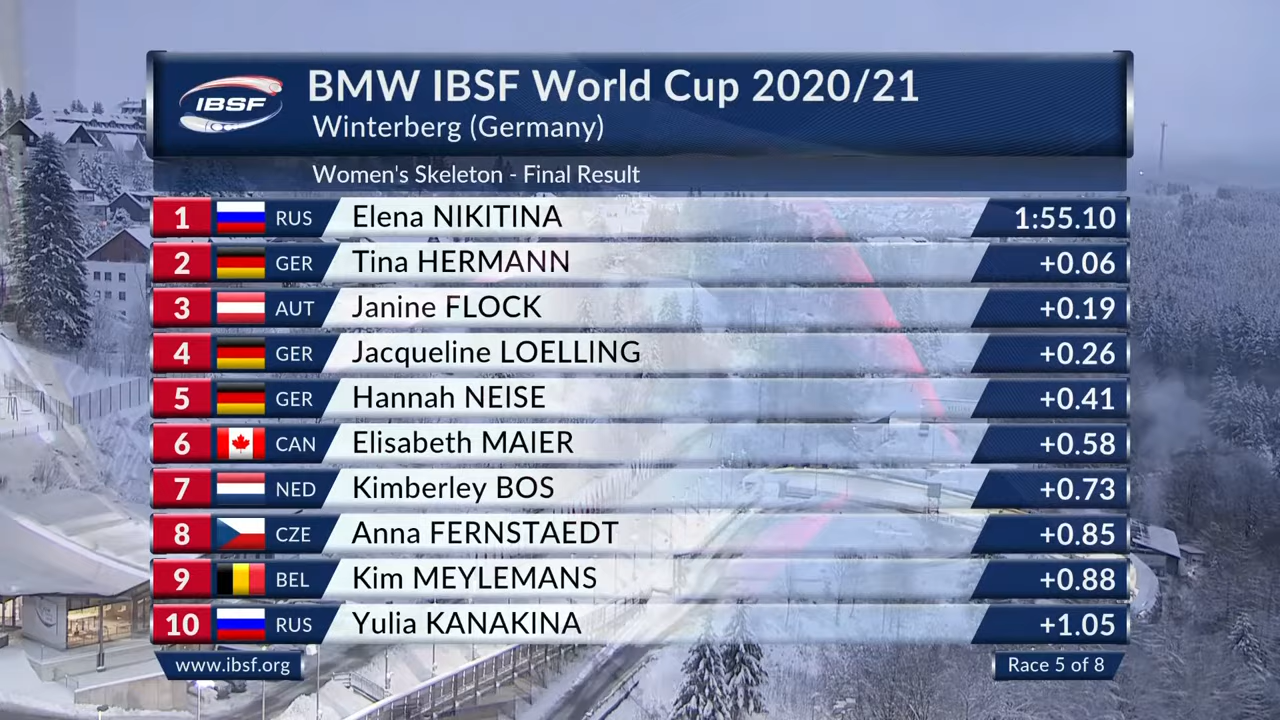 IBSF
BMW IBSF World Cup 2020/21
Winterberg (Germany)
Women's Skeleton - Final Result
1 RUS Elena NIKITINA 1:55.10
2 GER Tina HERMANN +0.06
3 AUT Janine FLOCK +0.19
4 GER Jacqueline LOELLING +0.26
5 GER Hannah NEISE +0.41
6 CAN Elisabeth MAIER +0.58
7 NED Kimberley BOS +0.73
8 CZE Anna FERNSTAEDT +0.85
9 BEL Kim MEYLEMANS +0.88
10 RUS Yulia KANAKINA +1.05
www.ibsf.org Race 5 of 8